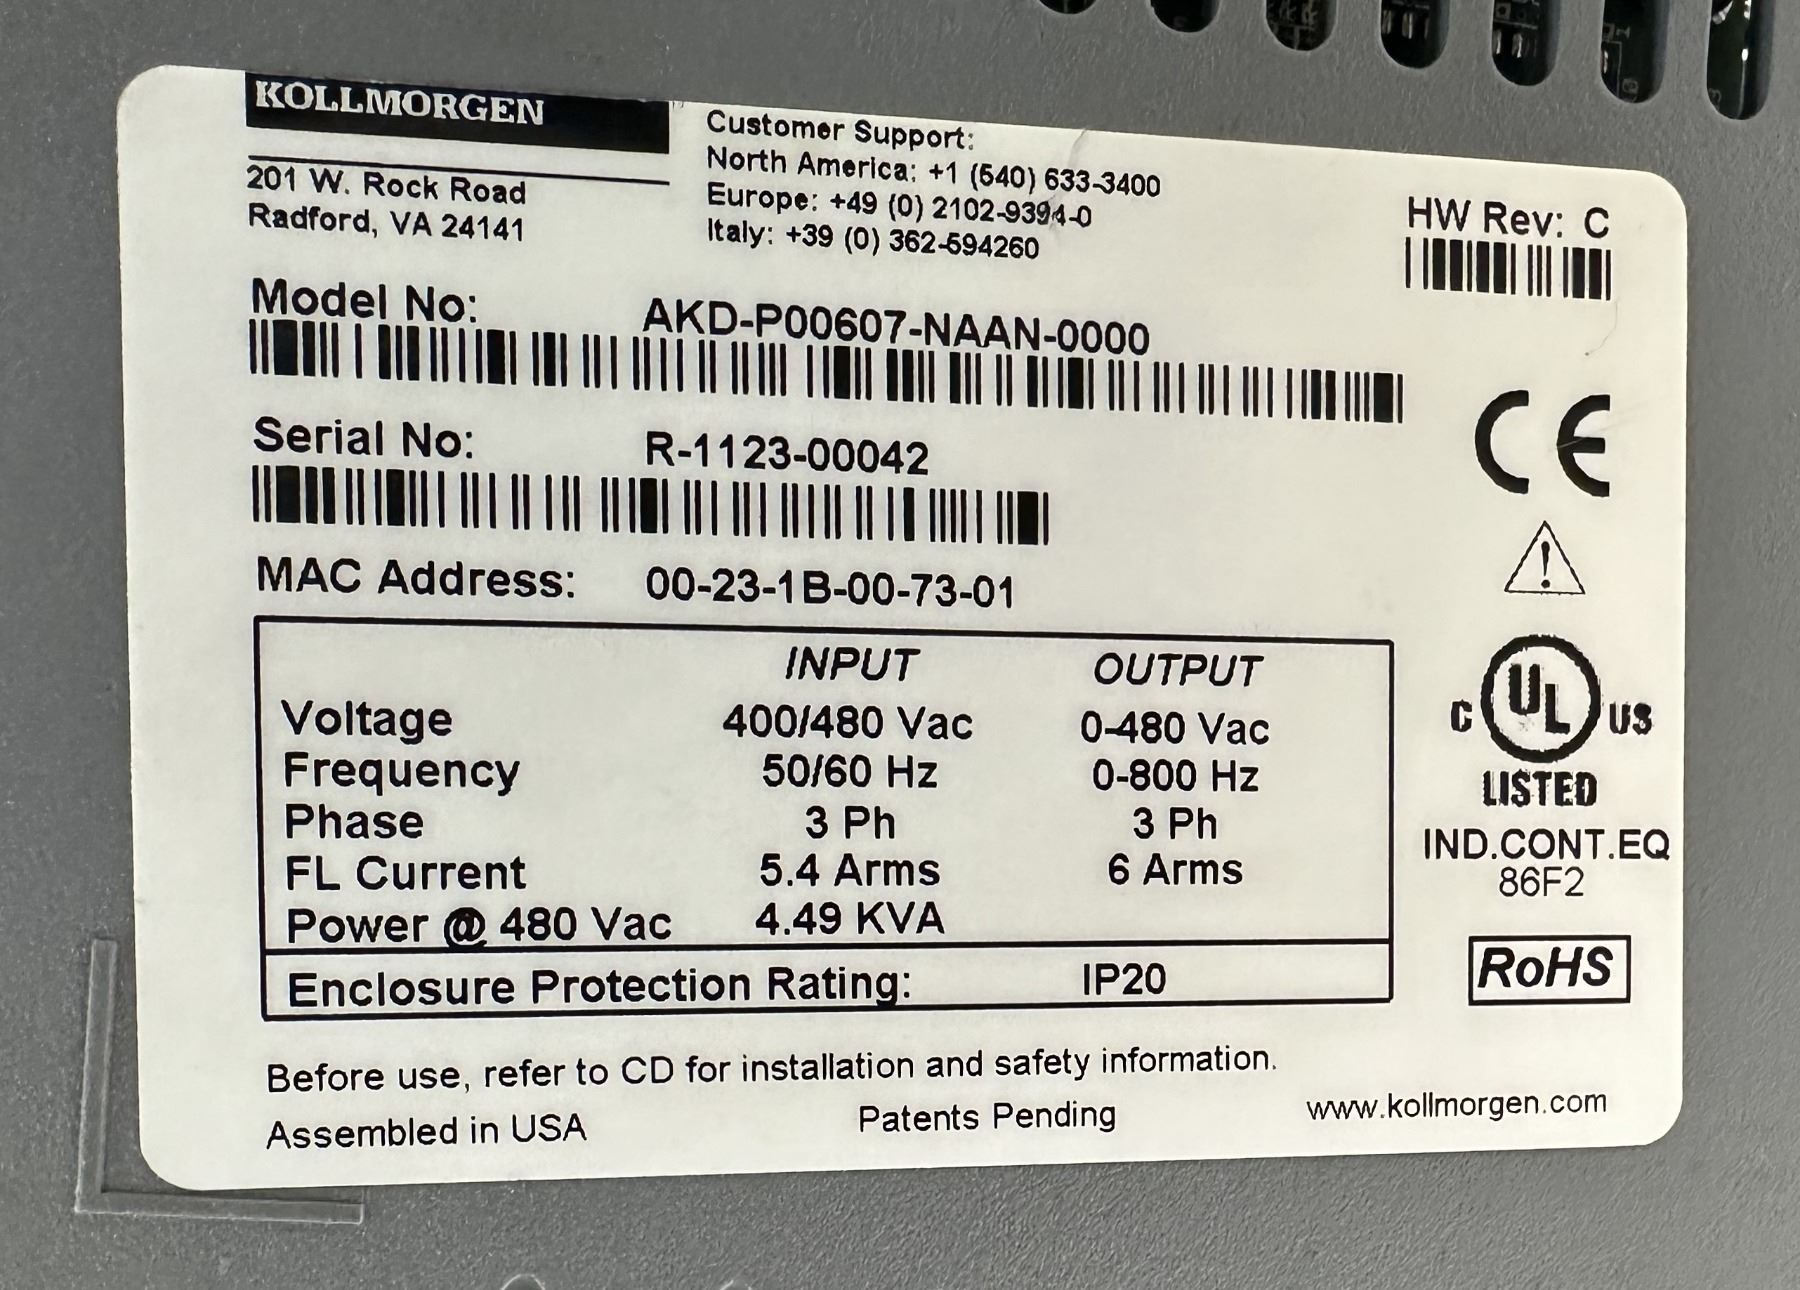 KOLLMORGEN
201 W. Rock Road
Radford, VA 24141
Customer Support:
North America: +1 (540) 633-3400
Europe: +49 (0) 2102-9394-0
Italy: +39 (0) 362-594260
HW Rev: C
Model No: AKD-P00607-NAAN-0000
Serial No: R-1123-00042
MAC Address: 00-23-1B-00-73-01
INPUT OUTPUT
Voltage 400/480 Vac 0-480 Vac
Frequency 50/60 Hz 0-800 Hz
Phase 3 Ph 3 Ph
FL Current 5.4 Arms 6 Arms
Power @ 480 Vac 4.49 KVA
Enclosure Protection Rating: IP20
CE
C UL US
LISTED
IND.CONT.EQ
86F2
RoHS
Before use, refer to CD for installation and safety information.
Assembled in USA Patents Pending www.kollmorgen.com